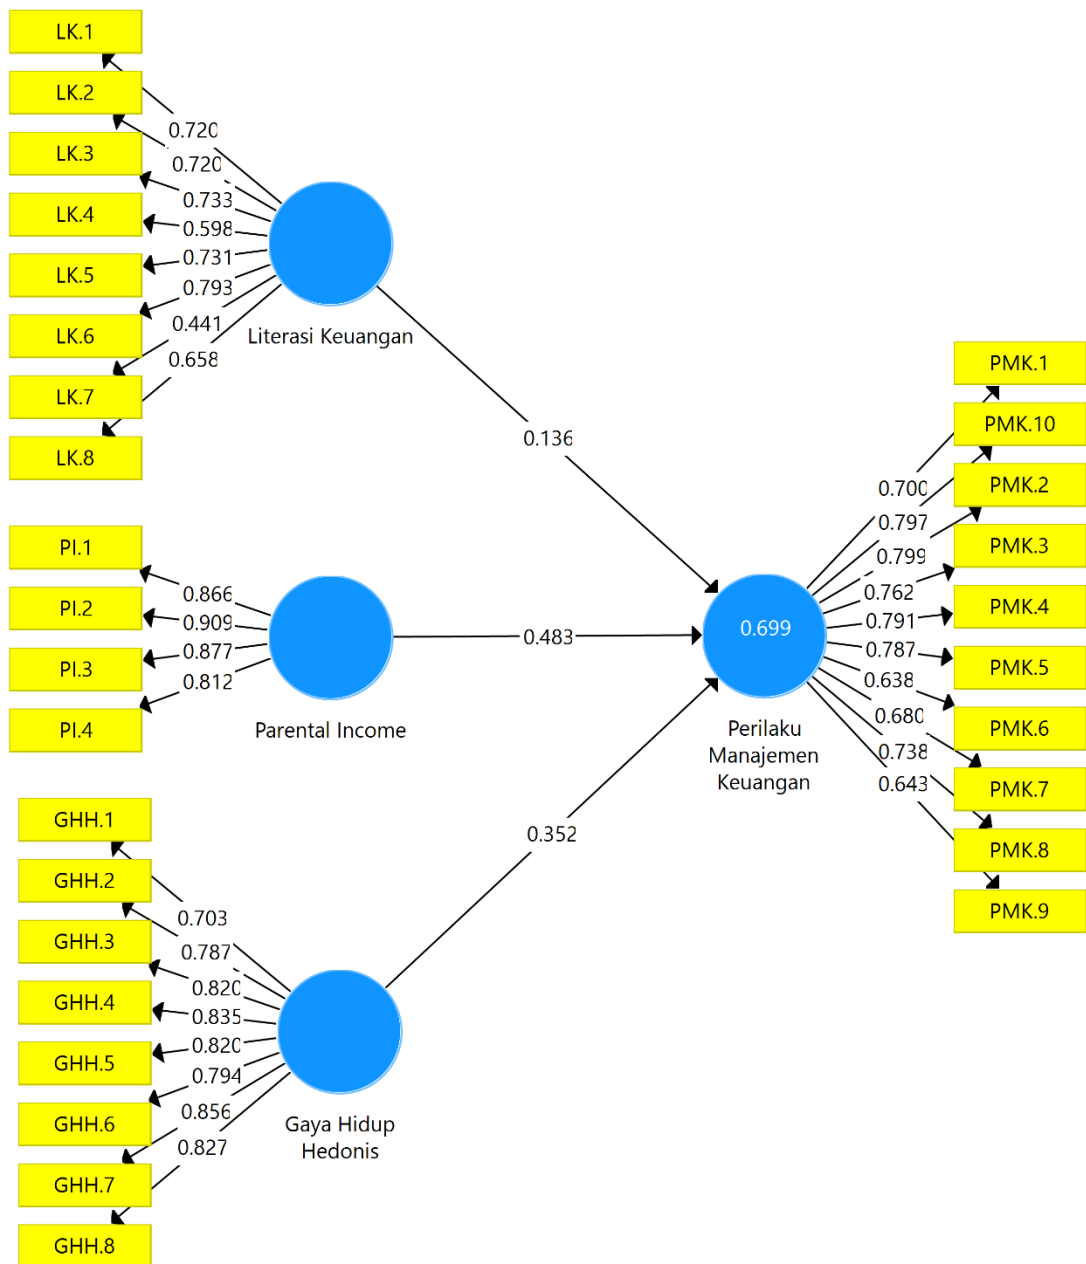 LK.1
LK.2
LK.3
LK.4
LK.5
LK.6
LK.7
LK.8
0.720
0.720
0.733
0.598
0.731
0.793
0.441
0.658
Literasi Keuangan
0.136
PI.1
PI.2
PI.3
PI.4
0.866
0.909
0.877
0.812
Parental Income
0.483
GHH.1
GHH.2
GHH.3
GHH.4
GHH.5
GHH.6
GHH.7
GHH.8
0.703
0.787
0.820
0.835
0.820
0.794
0.856
0.827
Gaya Hidup
Hedonis
0.352
0.699
Perilaku
Manajemen
Keuangan
0.700
0.797
0.799
0.762
0.791
0.787
0.638
0.680
0.738
0.643
PMK.1
PMK.10
PMK.2
PMK.3
PMK.4
PMK.5
PMK.6
PMK.7
PMK.8
PMK.9